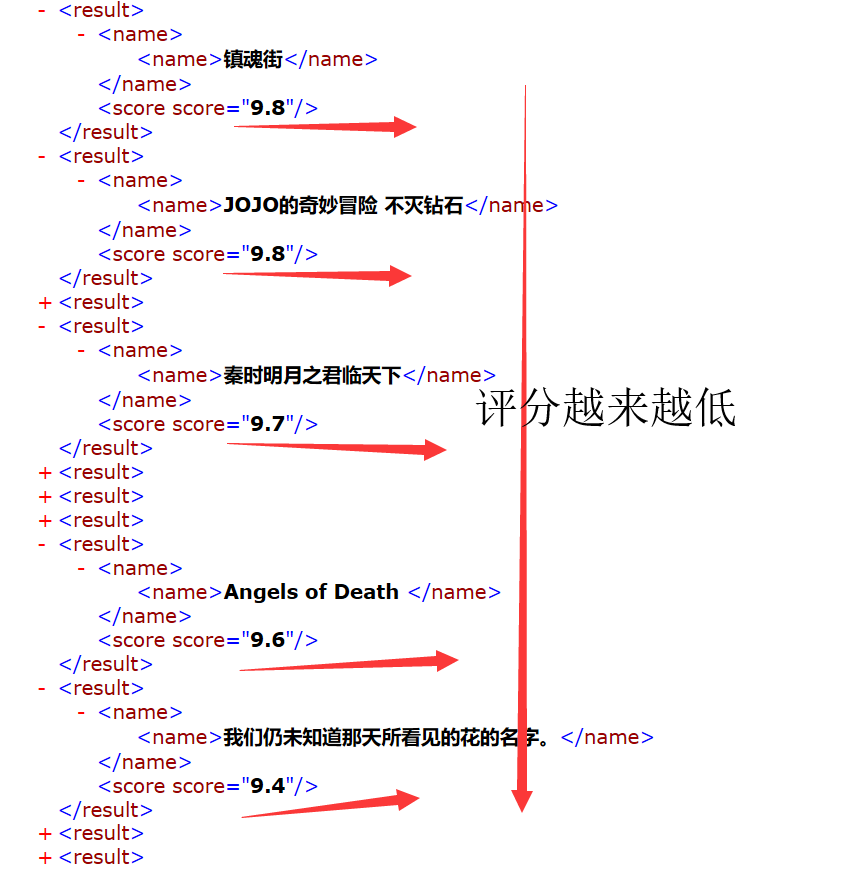 - <result>
- <name>
<name>镇魂街</name>
</name>
<score score="9.8"/>
</result>
- <result>
- <name>
<name>JOJO的奇妙冒险 不灭钻石</name>
</name>
<score score="9.8"/>
</result>
+ <result>
- <result>
- <name>
<name>秦时明月之君临天下</name>
</name>
评分越来越低
<score score="9.7"/>
</result>
+ <result>
+ <result>
+ <result>
- <result>
- <name>
<name>Angels of Death </name>
</name>
<score score="9.6"/>
</result>
- <result>
- <name>
<name>我们仍未知道那天所看见的花的名字。</name>
</name>
<score score="9.4"/>
</result>
+ <result>
+ <result>